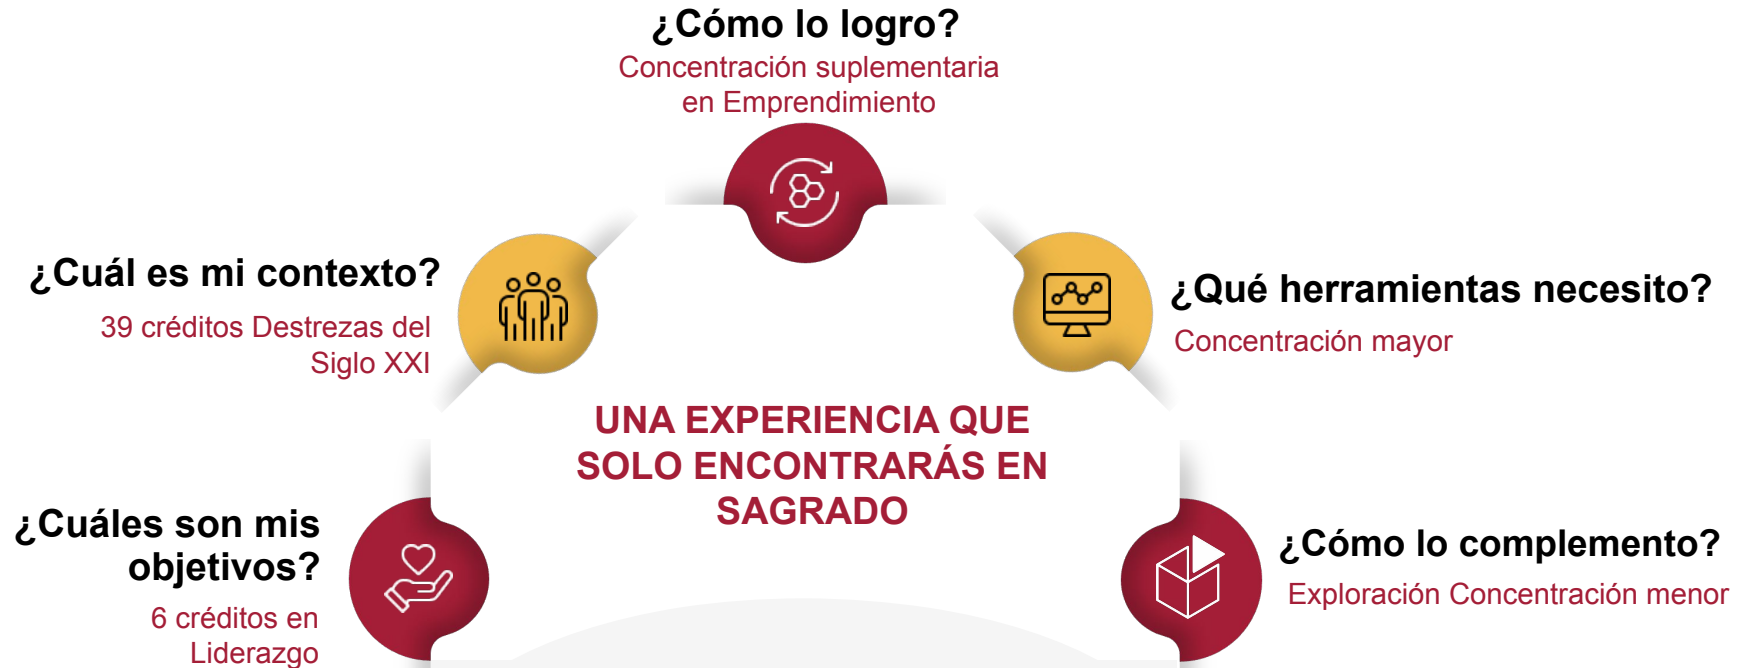 ¿Cómo lo logro?
Concentración suplementaria
en Emprendimiento
¿Cuál es mi contexto?
39 créditos Destrezas del
Siglo XXI
¿Qué herramientas necesito?
Concentración mayor
UNA EXPERIENCIA QUE
SOLO ENCONTRARÁS EN
SAGRADO
¿Cuáles son mis
objetivos?
6 créditos en
Liderazgo
¿Cómo lo complemento?
Exploración Concentración menor